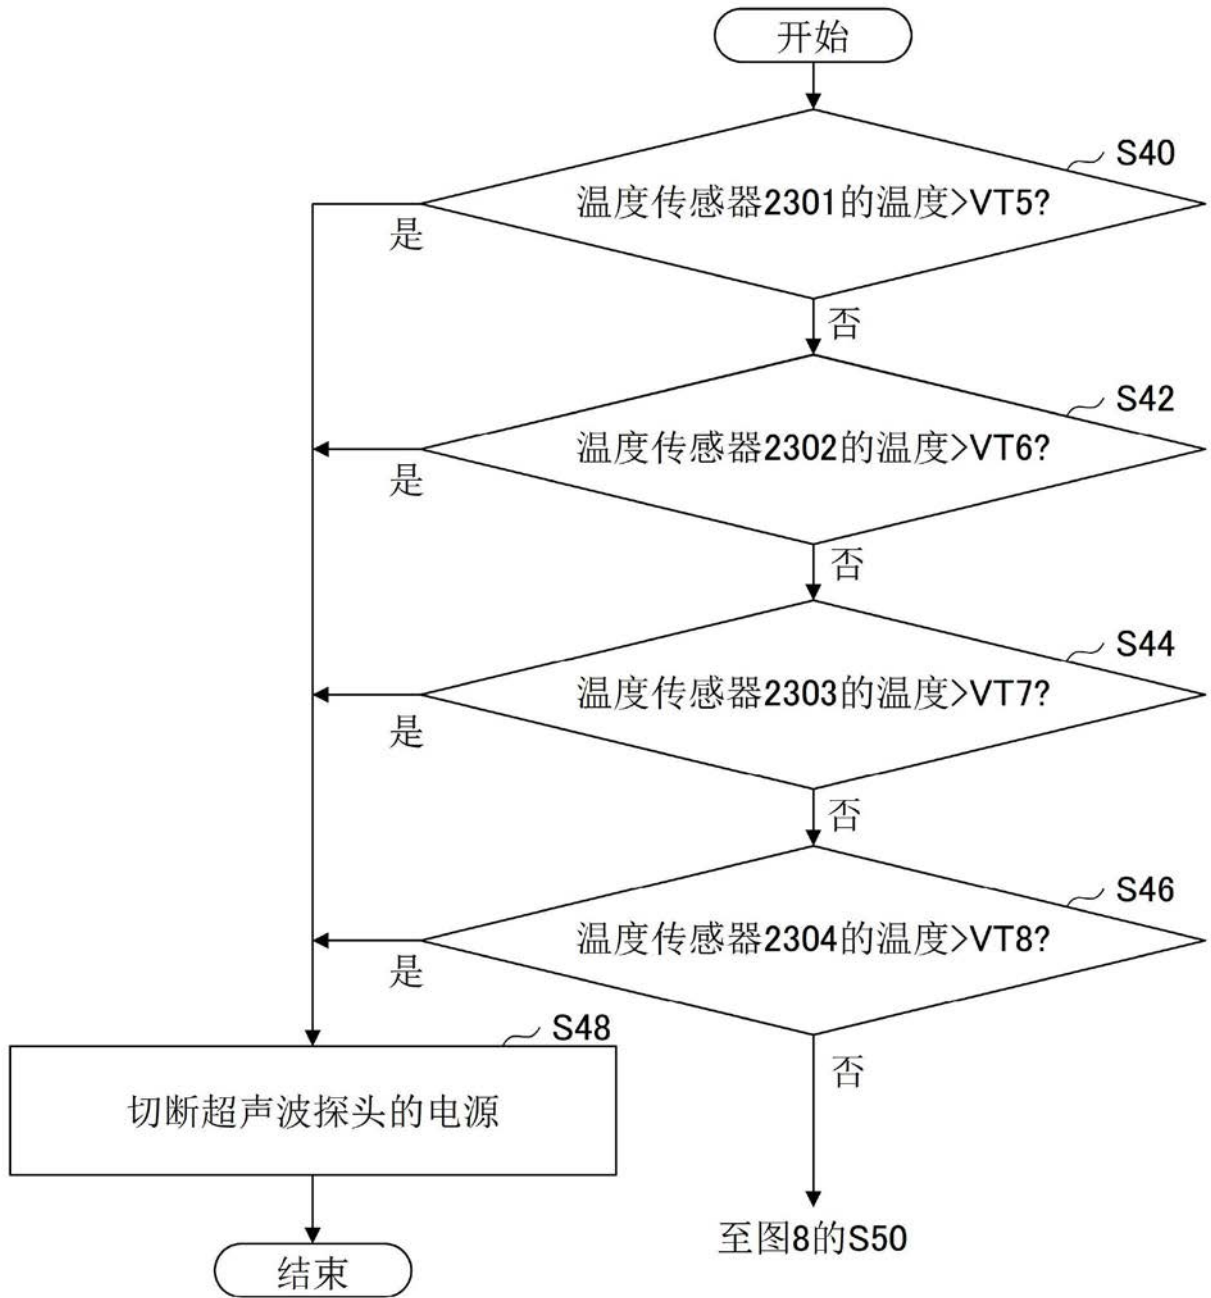 开始
S40
温度传感器2301的温度>VT5?
是
否
S42
温度传感器2302的温度>VT6?
是
否
S44
温度传感器2303的温度>VT7?
是
否
S46
温度传感器2304的温度>VT8?
是
S48
否
切断超声波探头的电源
至图8的S50
结束